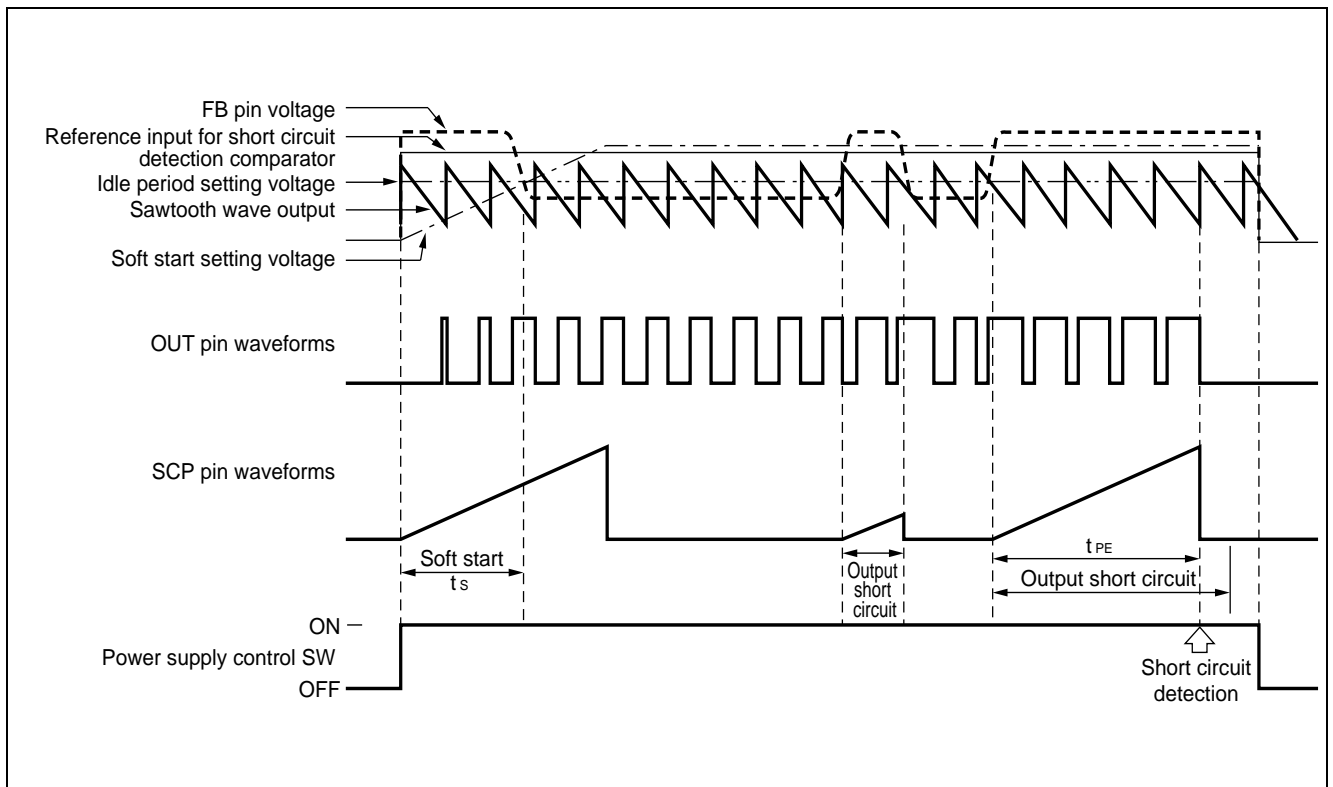 FB pin voltage
Reference input for short circuit
detection comparator
Idle period setting voltage
Sawtooth wave output
Soft start setting voltage
OUT pin waveforms
SCP pin waveforms
Soft start
ts
Output
short
circuit
tPE
Output short circuit
ON
Power supply control SW
OFF
Short circuit
detection